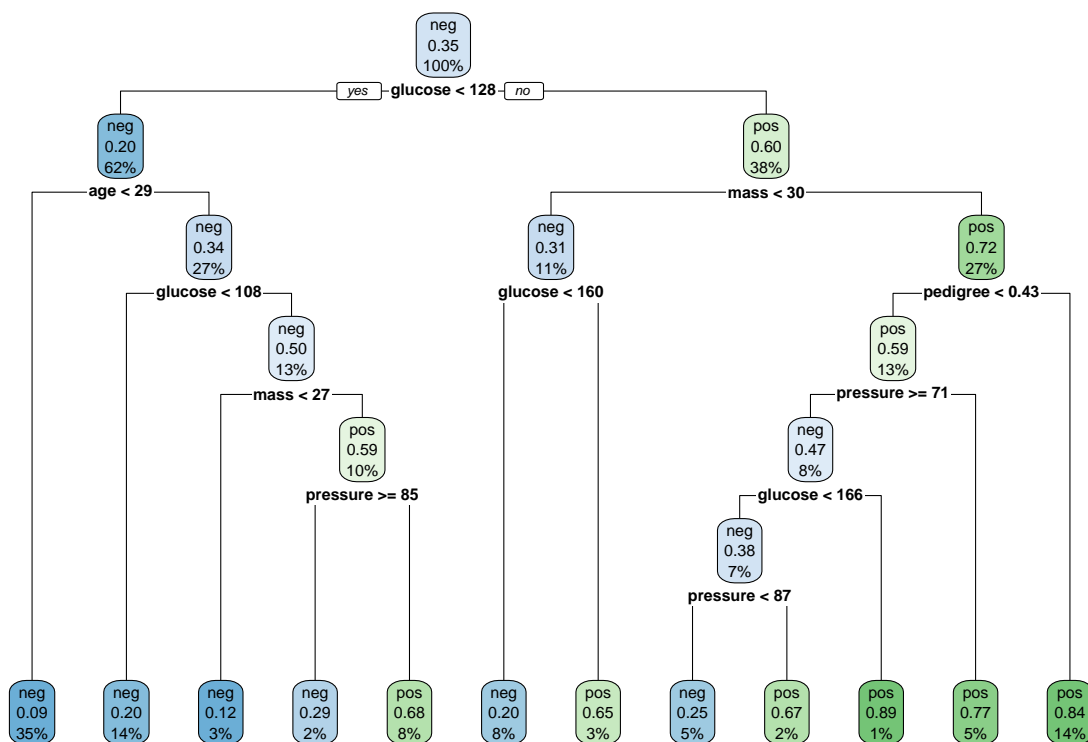 neg
0.35
100%
yes glucose < 128 no
neg
0.20
62%
pos
0.60
38%
age < 29
mass < 30
neg
0.34
27%
neg
0.31
11%
pos
0.72
27%
glucose < 108
glucose < 160
pedigree < 0.43
neg
0.50
13%
pos
0.59
13%
mass < 27
pressure >= 71
pos
0.59
10%
neg
0.47
8%
pressure >= 85
glucose < 166
neg
0.38
7%
pressure < 87
neg
0.09
35%
neg
0.20
14%
neg
0.12
3%
neg
0.29
2%
pos
0.68
8%
neg
0.20
8%
pos
0.65
3%
neg
0.25
5%
pos
0.67
2%
pos
0.89
1%
pos
0.77
5%
pos
0.84
14%